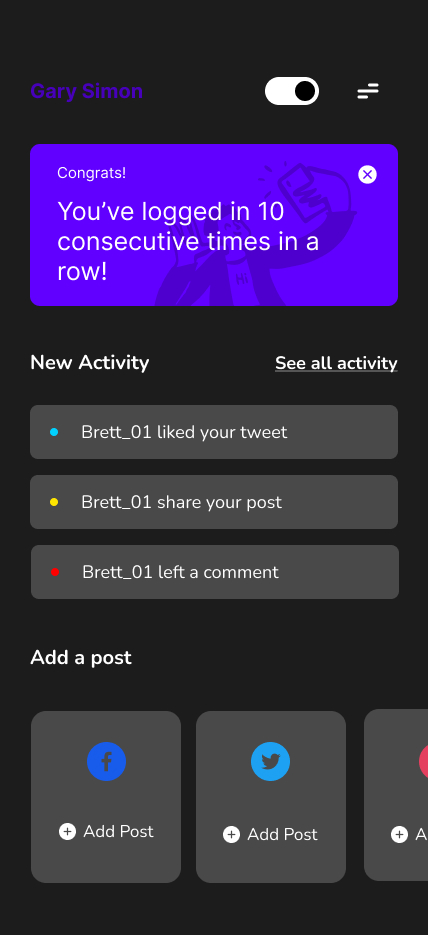 Gary Simon
Congrats!
You’ve logged in 10
consecutive times in a
row!
Hi
New Activity
See all activity
Brett_01 liked your tweet
Brett_01 share your post
Brett_01 left a comment
Add a post
Add Post
Add Post
A